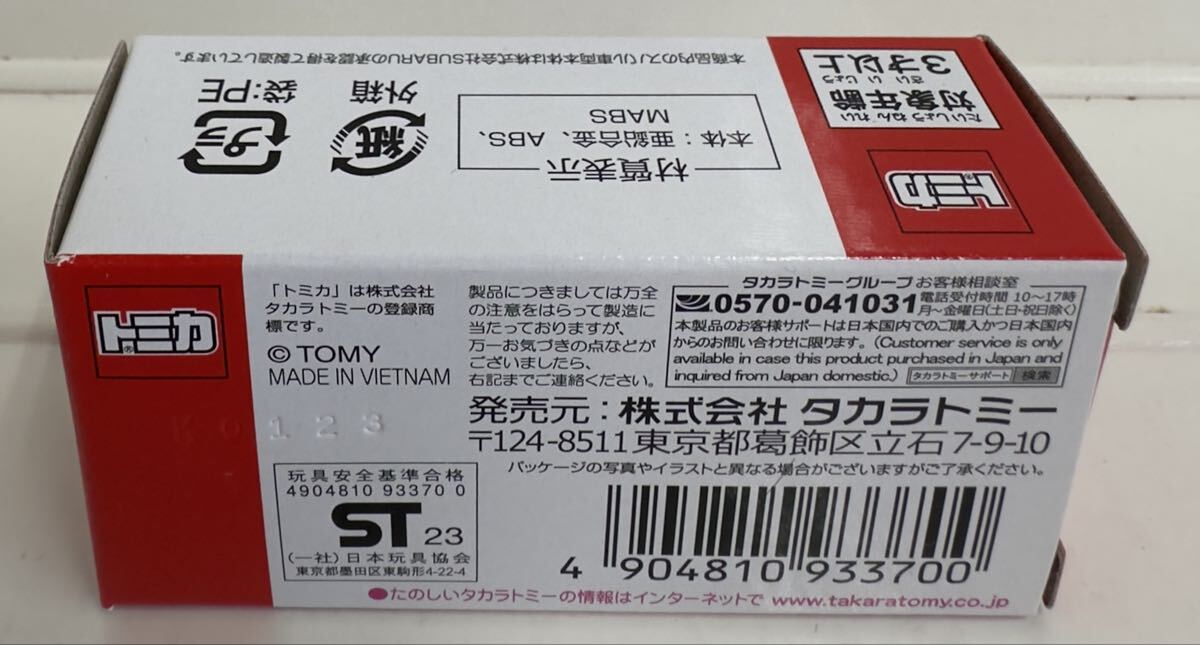 本商品内のスバル車両本体は株式会社SUBARUの承認を得て製造しています。
対象年齢
たいしょうねんれい
3才以上
さいいじょう
材質表示
本体:亜鉛合金、ABS、
MABS
紙
外箱
プラ
袋:PE
トミカ®
トミカ®
「トミカ」は株式会社
タカラトミーの登録商
標です。
© TOMY
MADE IN VIETNAM
K0123
製品につきましては万全
の注意をはらって製造に
当たっておりますが、
万一お気づきの点などが
ございましたら、
右記までご連絡ください。
タカラトミーグループ お客様相談室
0570-041031 電話受付時間 10〜17時
月〜金曜日(土日・祝日除く)
本製品のお客様サポートは日本国内でのご購入かつ日本国内
からのお問い合わせに限ります。(Customer service is only
available in case this product purchased in Japan and
inquired from Japan domestic.) タカラトミーサポート 検索
発売元:株式会社 タカラトミー
〒124-8511 東京都葛飾区立石7-9-10
パッケージの写真やイラストと異なる場合がございますがご了承ください。
玩具安全基準合格
4904810 93370 0
ST 23
(一社)日本玩具協会
東京都墨田区東駒形4-22-4
4 904810 933700
●たのしいタカラトミーの情報はインターネットで www.takaratomy.co.jp